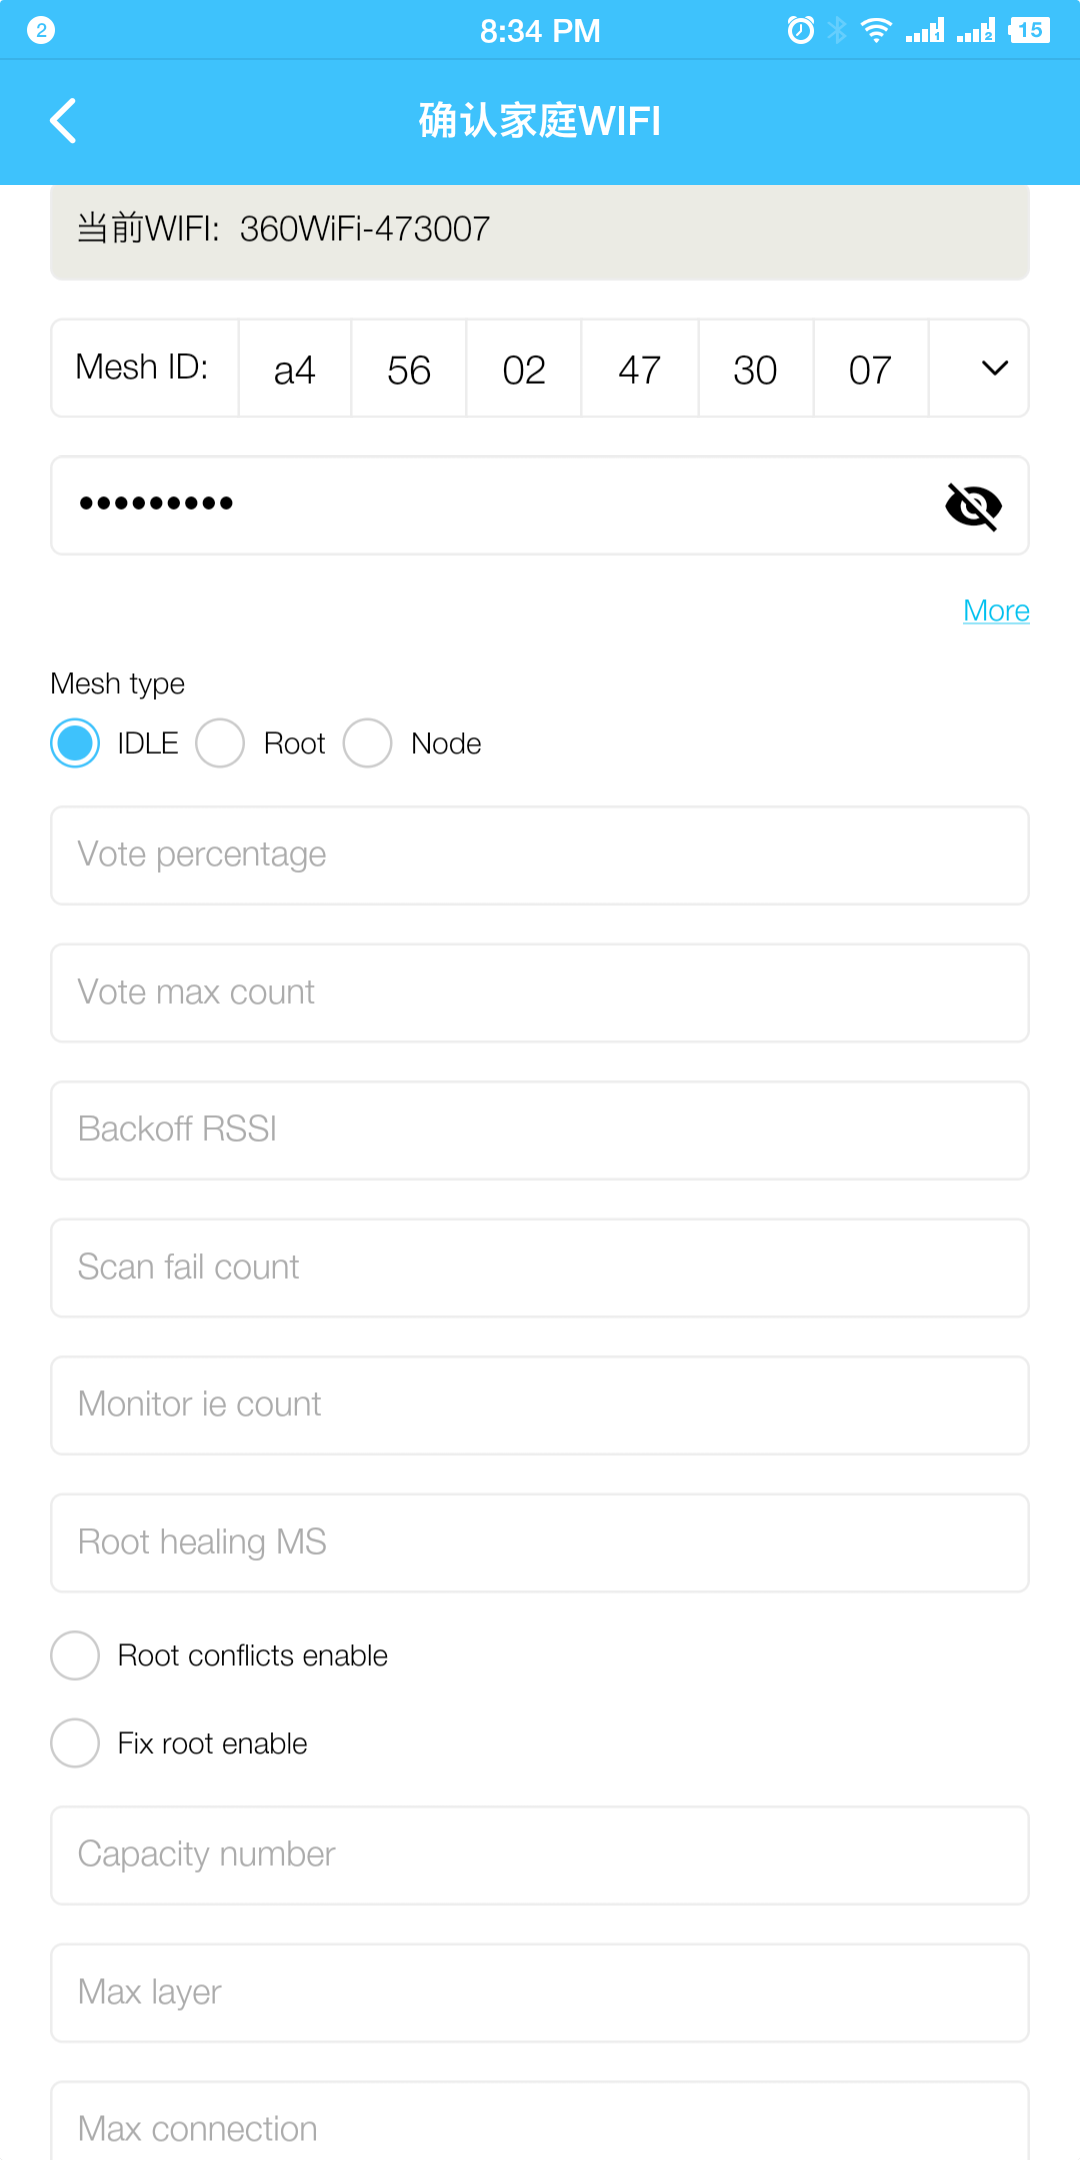 2
8:34 PM
1
2
15
确认家庭WIFI
当前WIFI: 360WiFi-473007
Mesh ID: a4 56 02 47 30 07
•••••••••
More
Mesh type
IDLE Root Node
Vote percentage
Vote max count
Backoff RSSI
Scan fail count
Monitor ie count
Root healing MS
Root conflicts enable
Fix root enable
Capacity number
Max layer
Max connection